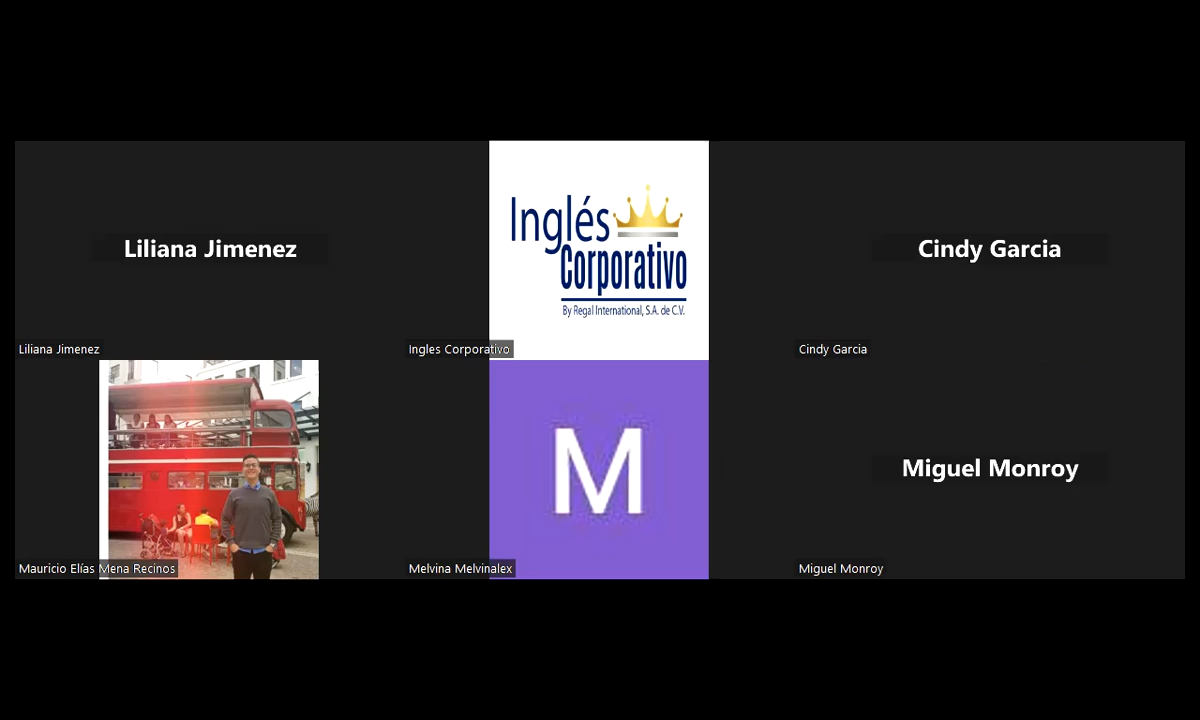 Liliana Jimenez
Liliana Jimenez
Inglés
Corporativo
By Regal International, S.A. de C.V.
Ingles Corporativo
Cindy Garcia
Cindy Garcia
Mauricio Elías Mena Recinos
M
Melvina Melvinalex
Miguel Monroy
Miguel Monroy